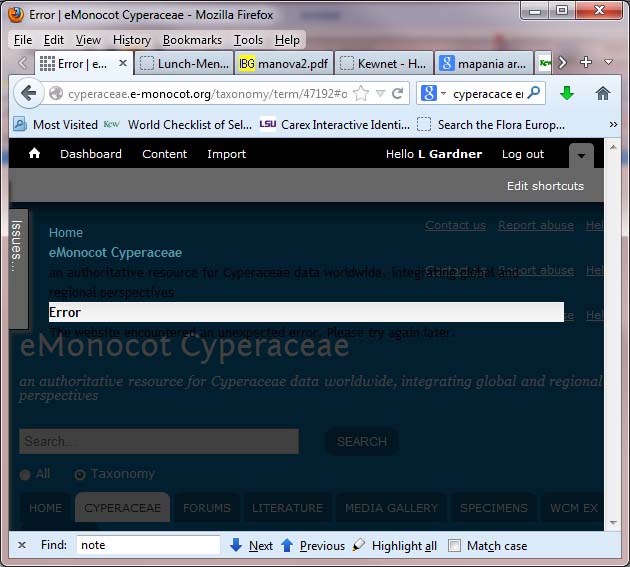 Error | eMonocot Cyperaceae - Mozilla Firefox
File Edit View History Bookmarks Tools Help
Error | e... Lunch-Men... IBG manova2.pdf Kewnet - H... mapania ar...
cyperaceae.e-monocot.org/taxonomy/term/47192#o cyperacace er
Most Visited Kew World Checklist of Sel... LSU Carex Interactive Identi... Search the Flora Europ... »
Dashboard Content Import Hello L Gardner Log out
Edit shortcuts
Issues...
Contact us Report abuse Hel
Home
eMonocot Cyperaceae
an authoritative resource for Cyperaceae data worldwide, integrating global and
Contact us Report abuse Hel
regional perspectives
Error
The website encountered an unexpected error. Please try again later.
eMonocot Cyperaceae
an authoritative resource for Cyperaceae data worldwide, integrating global and regional
perspectives
Search... SEARCH
All Taxonomy
HOME CYPERACEAE FORUMS LITERATURE MEDIA GALLERY SPECIMENS WCM EX
Find: note Next Previous Highlight all Match case